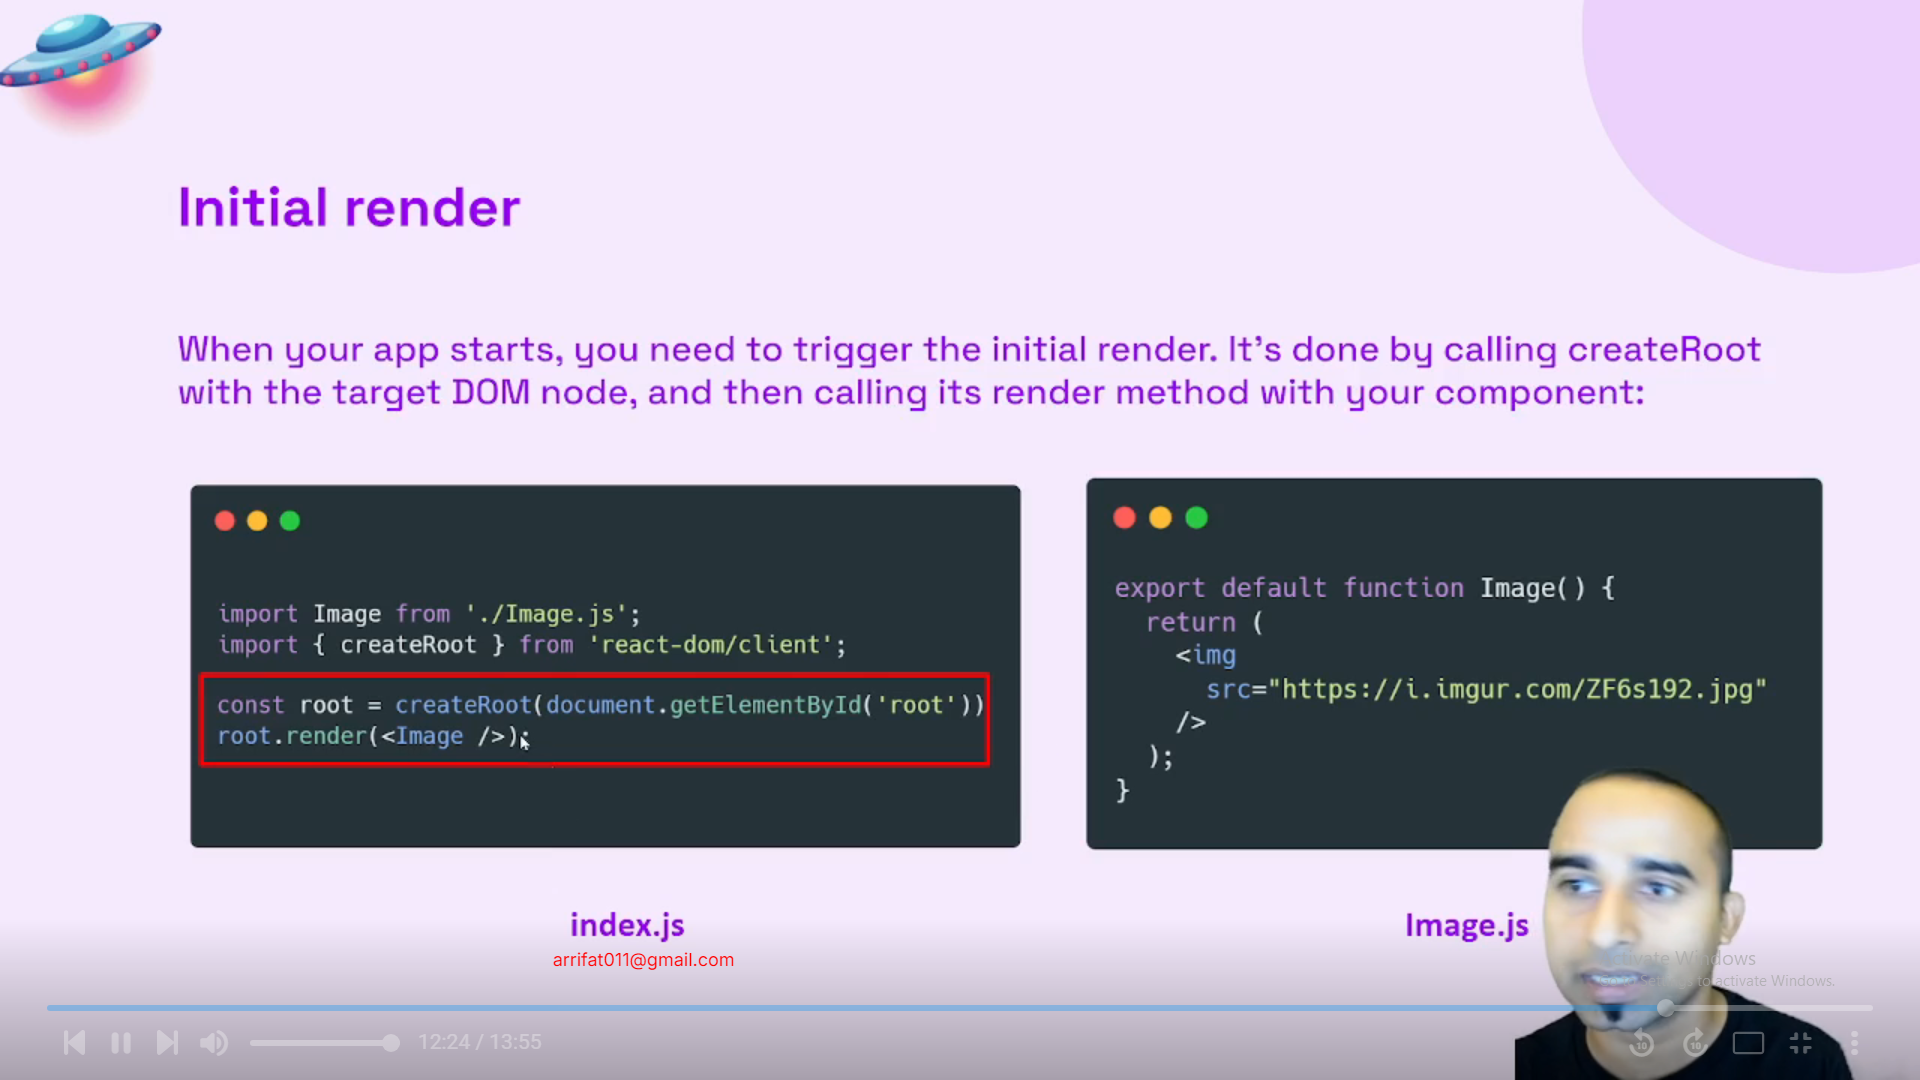 Initial render
When your app starts, you need to trigger the initial render. It's done by calling createRoot
with the target DOM node, and then calling its render method with your component:
import Image from './Image.js';
import { createRoot } from 'react-dom/client';
const root = createRoot(document.getElementById('root'))
root.render(<Image />);
export default function Image() {
return (
<img
src="https://i.imgur.com/ZF6s192.jpg"
/>
);
}
index.js
Image.js
arrifat011@gmail.com
Activate Windows
to activate Windows.
12:24 / 13:55
10
10